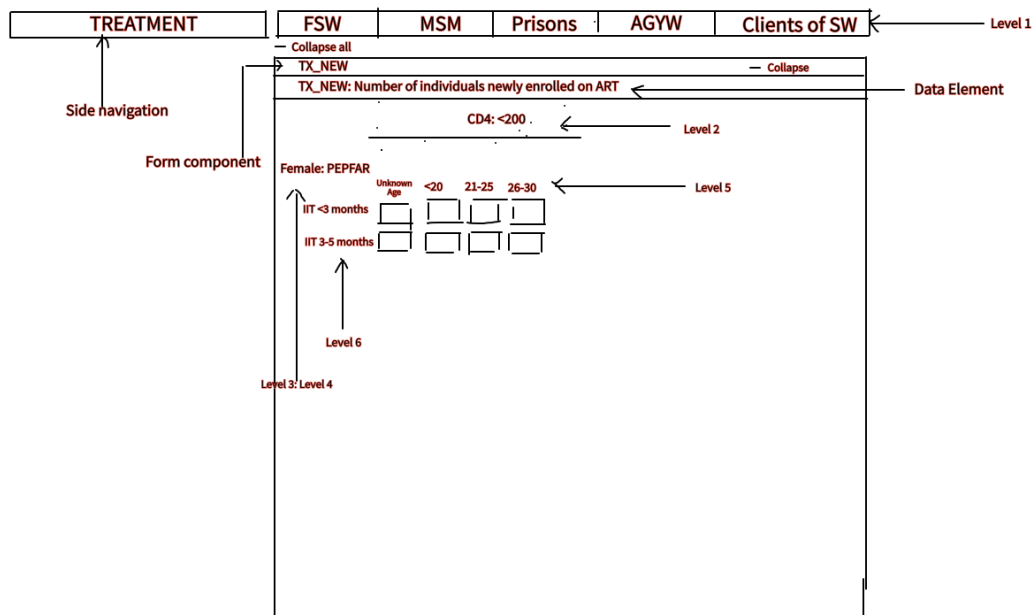 TREATMENT FSW MSM Prisons AGYW Clients of SW Level 1
Collapse all
TX_NEW Collapse
TX_NEW: Number of individuals newly enrolled on ART Data Element
Side navigation
CD4: <200 Level 2
Form component
Female: PEPFAR
Unknown Age <20 21-25 26-30 Level 5
IIT <3 months
IIT 3-5 months
Level 6
Level 3: Level 4